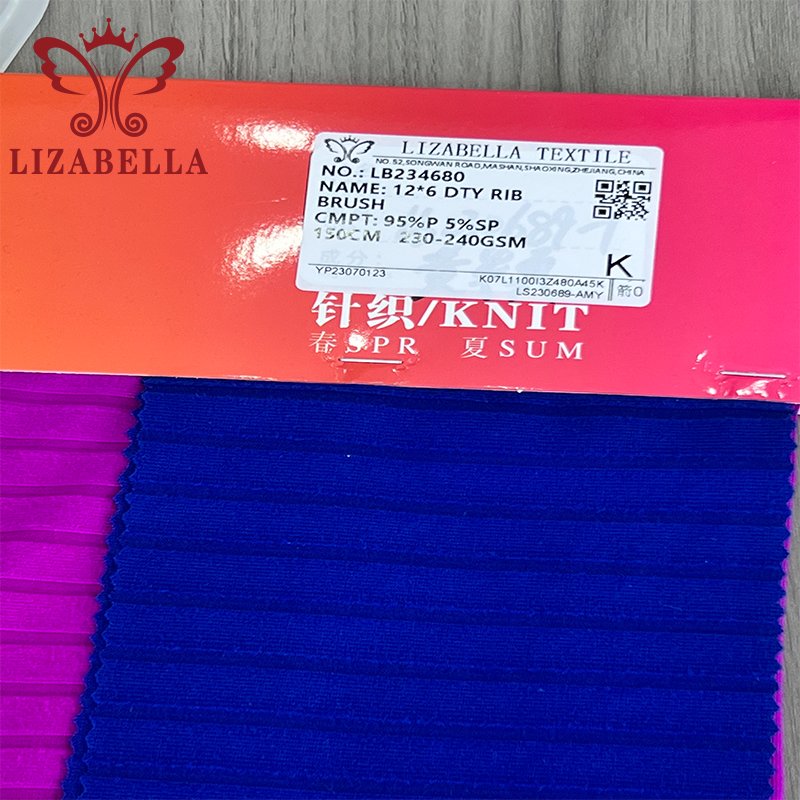 LIZABELLA
LIZABELLA TEXTILE
NO.52,SONGWAN ROAD,MASHAN,SHAOXING,ZHEJIANG,CHINA
NO.: LB234680
NAME: 12*6 DTY RIB
BRUSH
CMPT: 95%P 5%SP
150CM 230-240GSM
K
YP23070123
K07L1100I3Z480A45K
LS230689-AMY
箭0
针织/KNIT
春SPR 夏SUM